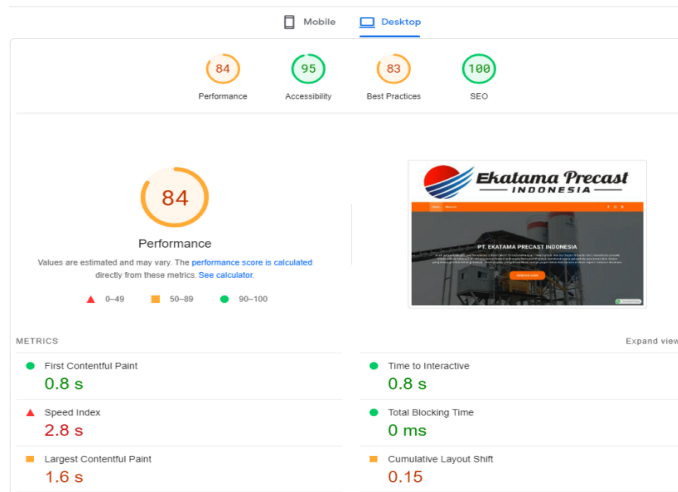 Mobile
Desktop
84
95
83
100
Performance
Accessibility
Best Practices
SEO
84
Performance
Values are estimated and may vary. The performance score is calculated
directly from these metrics. See calculator.
0–49
50–89
90–100
Ekatama Precast
INDONESIA
PT. EKATAMA PRECAST INDONESIA
METRICS
Expand view
First Contentful Paint
0.8 s
Time to Interactive
0.8 s
Speed Index
2.8 s
Total Blocking Time
0 ms
Largest Contentful Paint
1.6 s
Cumulative Layout Shift
0.15